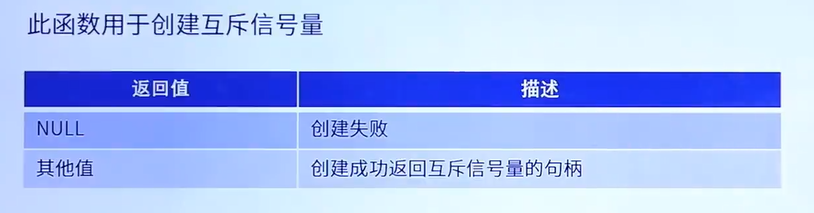 此函数用于创建互斥信号量
返回值 描述
NULL 创建失败
其他值 创建成功返回互斥信号量的句柄